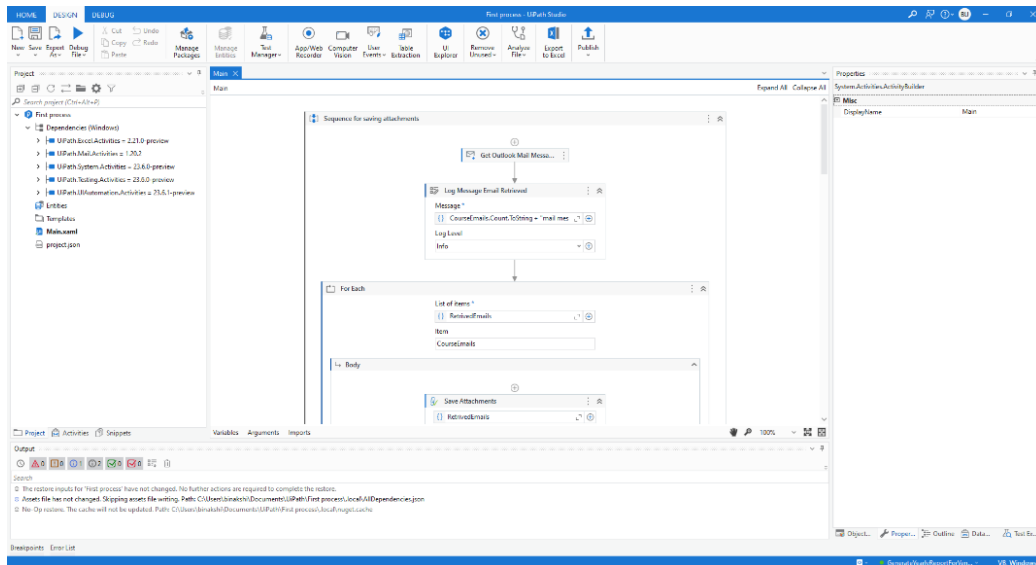 HOME DESIGN DEBUG
First process - UiPath Studio
BU
New Save Export As Debug File
Cut Undo
Copy Redo
Paste
Manage Packages
Manage Entities
Test Manager
App/Web Recorder
Computer Vision
User Events
Table Extraction
UI Explorer
Remove Unused
Analyze File
Export to Excel
Publish
Project
Search project (Ctrl+Alt+P)
First process
Dependencies (Windows)
UiPath.Excel.Activities = 2.21.0-preview
UiPath.Mail.Activities = 1.20.2
UiPath.System.Activities = 23.6.0-preview
UiPath.Testing.Activities = 23.6.0-preview
UiPath.UIAutomation.Activities = 23.6.1-preview
Entities
Templates
Main.xaml
project.json
Project Activities Snippets
Main
Main
Expand All Collapse All
Sequence for saving attachments
Get Outlook Mail Messa...
Log Message Email Retrieved
Message *
CourseEmails.Count.ToString + "mail mes
Log Level
Info
For Each
List of items *
RetrivedEmails
Item
CourseEmails
Body
Save Attachments
RetrivedEmails
Variables Arguments Imports
100%
Properties
System.Activities.ActivityBuilder
Misc
DisplayName Main
Object... Proper... Outline Data... Test Ex...
Output
0 0 1 2 0 0
Search
The restore inputs for 'First process' have not changed. No further actions are required to complete the restore.
Assets file has not changed. Skipping assets file writing. Path: C:\Users\binakshi\Documents\UiPath\First process\.local\AllDependencies.json
No-Op restore. The cache will not be updated. Path: C:\Users\binakshi\Documents\UiPath\First process\.local\nuget.cache
Breakpoints Error List
VB, Windows